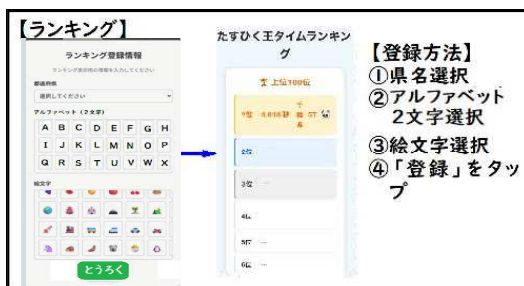 【ランキング】
ランキング登録情報
ランキング表示用の情報を入力してください
都道府県
選択してください
アルファベット（2文字）
A B C D E F G H
I J K L M N O P
Q R S T U V W X
絵文字
とうろく
たすひく王タイムランキング
上位100位
1位
千葉県
ST
2位 ---
3位 ---
4位 ---
5位 ---
6位 ---
【登録方法】
①県名選択
②アルファベット
2文字選択
③絵文字選択
④「登録」をタッ
プ